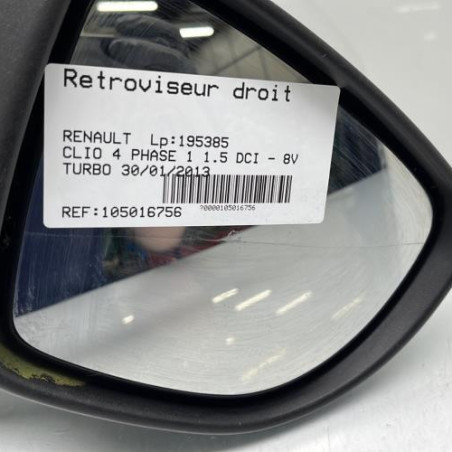 Retroviseur droit
RENAULT Lp:195385
CLIO 4 PHASE 1 1.5 DCI - 8V
TURBO 30/01/2013
REF:105016756
?0000105016756